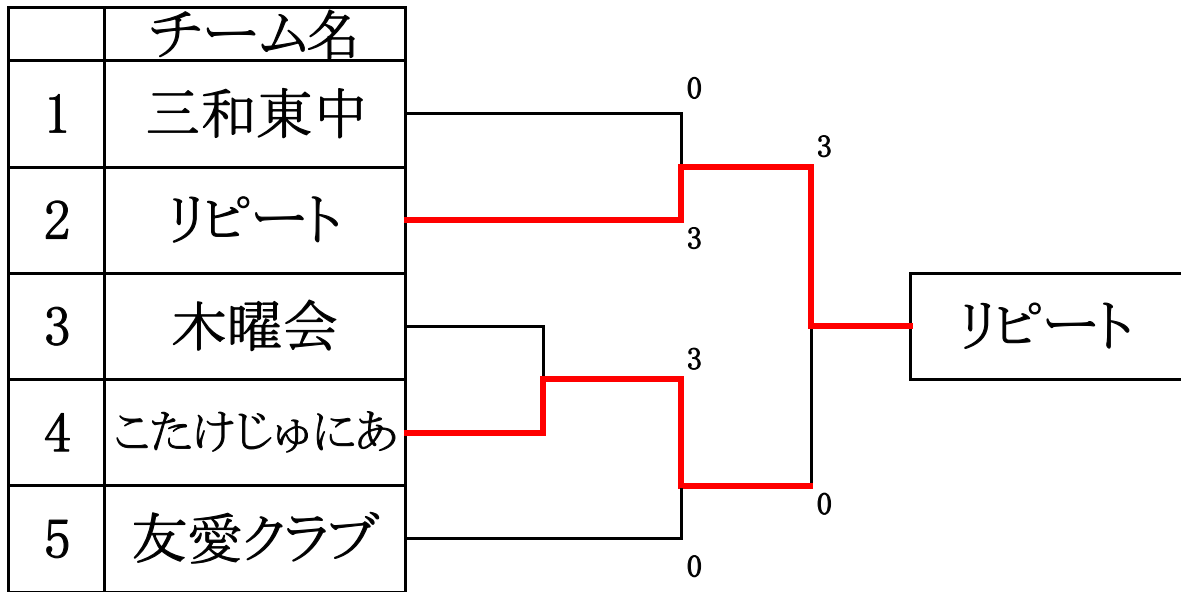 チーム名
1 三和東中
2 リピート
3 木曜会
4 こたけじゅにあ
5 友愛クラブ
0
3
3
0
3
0
リピート